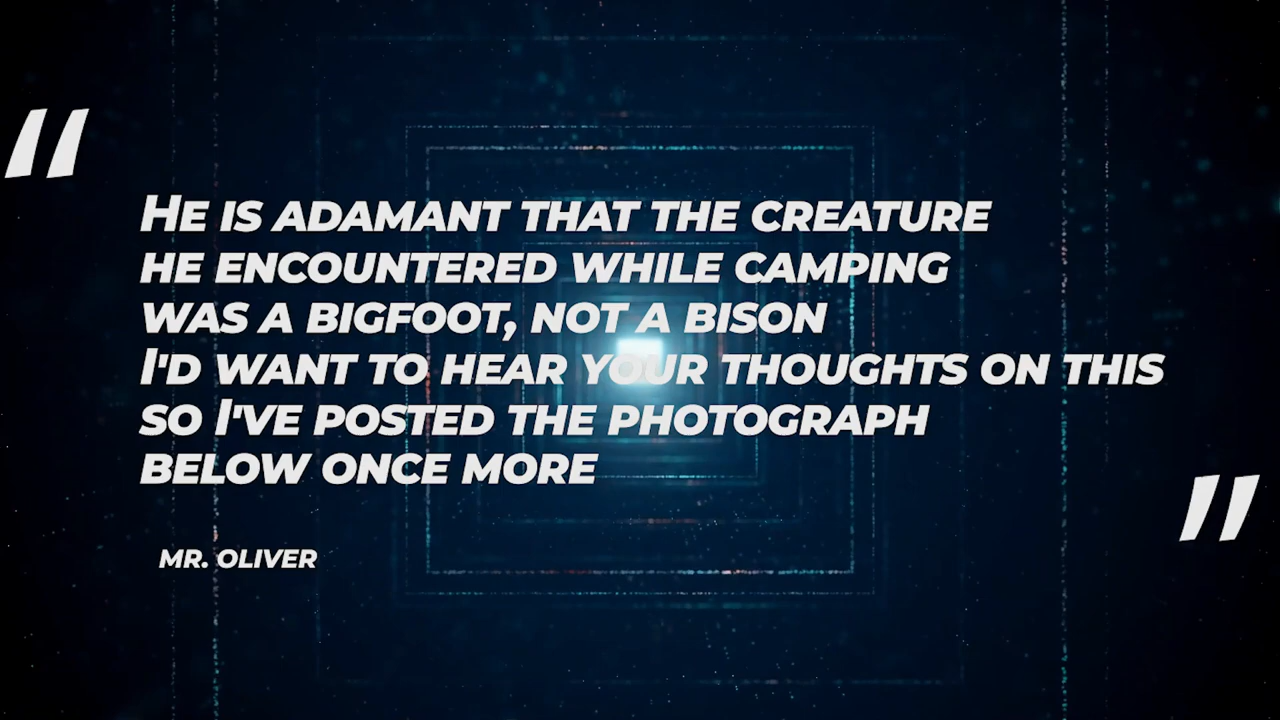 "
He is adamant that the creature
he encountered while camping
was a bigfoot, not a bison
I'd want to hear your thoughts on this
so I've posted the photograph
below once more
"
Mr. Oliver